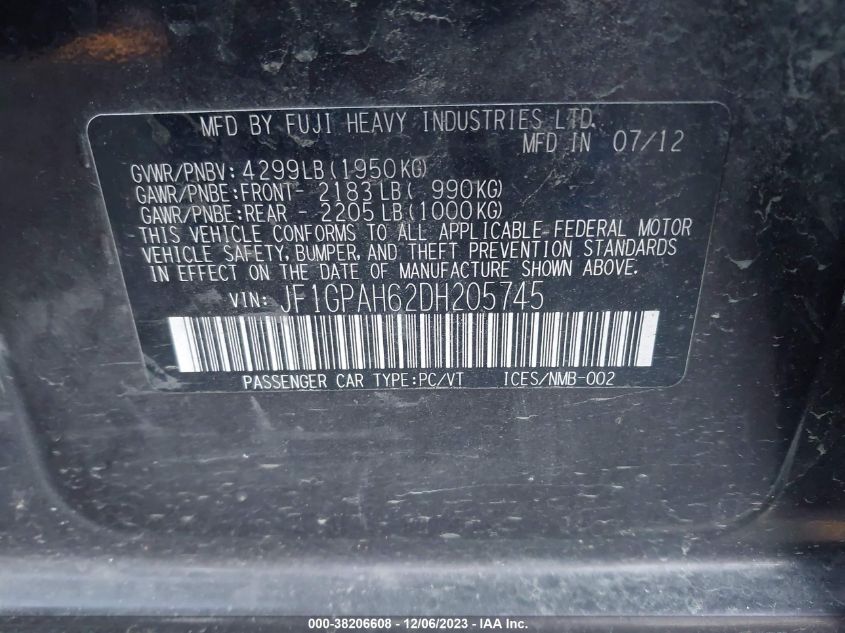 MFD BY FUJI HEAVY INDUSTRIES LTD.
MFD IN 07/12
GVWR/PNBV: 4299LB (1950KG)
GAWR/PNBE: FRONT- 2183 LB ( 990KG)
GAWR/PNBE: REAR - 2205 LB (1000KG)
THIS VEHICLE CONFORMS TO ALL APPLICABLE FEDERAL MOTOR
VEHICLE SAFETY, BUMPER, AND THEFT PREVENTION STANDARDS
IN EFFECT ON THE DATE OF MANUFACTURE SHOWN ABOVE.
VIN: JF1GPAH62DH205745
PASSENGER CAR TYPE: PC/VT ICES/NMB-002
000-38206608 - 12/06/2023 - IAA Inc.